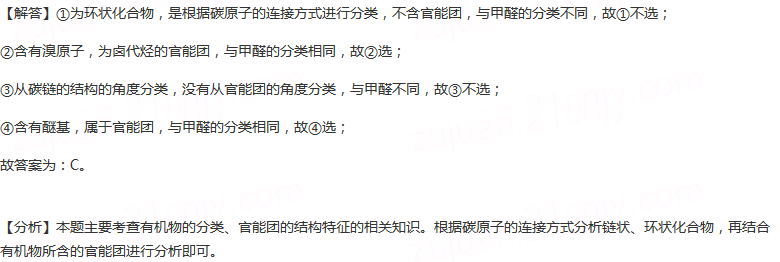 【解答】①为环状化合物，是根据碳原子的连接方式进行分类，不含官能团，与甲醛的分类不同，故①不选；
②含有溴原子，为卤代烃的官能团，与甲醛的分类相同，故②选；
③从碳链的结构的角度分类，没有从官能团的角度分类，与甲醛不同，故③不选；
④含有醚基，属于官能团，与甲醛的分类相同，故④选；
故答案为：C。
【分析】本题主要考查有机物的分类、官能团的结构特征的相关知识。根据碳原子的连接方式分析链状、环状化合物，再结合
有机物所含的官能团进行分析即可。